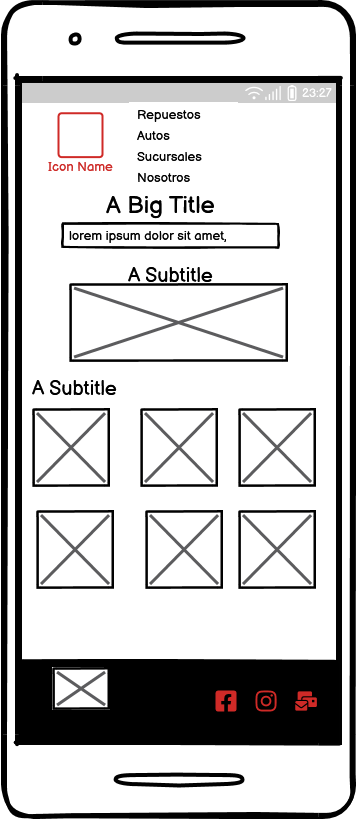 23:27
Repuestos
Autos
Sucursales
Icon Name
Nosotros
A Big Title
lorem ipsum dolor sit amet,
A Subtitle
A Subtitle